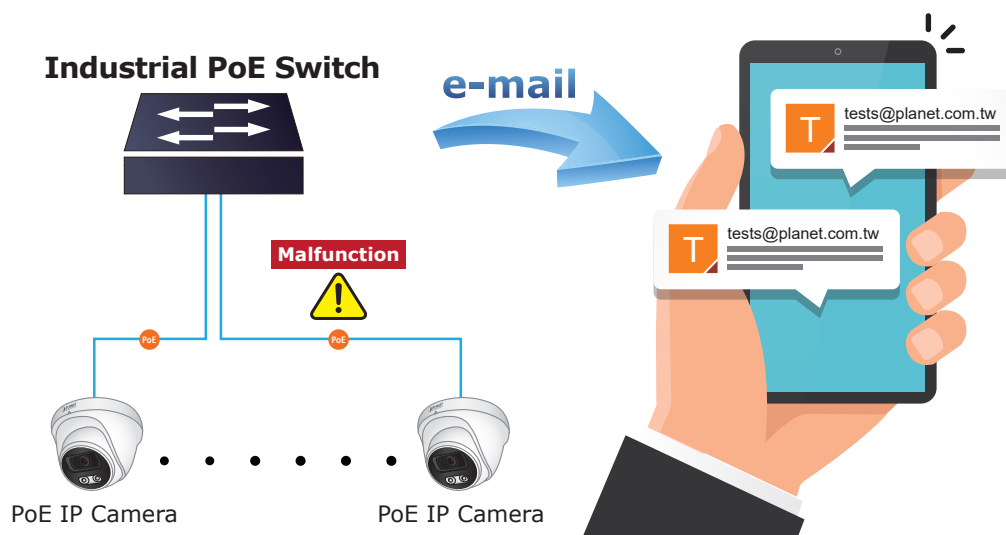 Industrial PoE Switch
e-mail
T
tests@planet.com.tw
T
tests@planet.com.tw
Malfunction
!
PoE
PoE
PoE IP Camera
PoE IP Camera